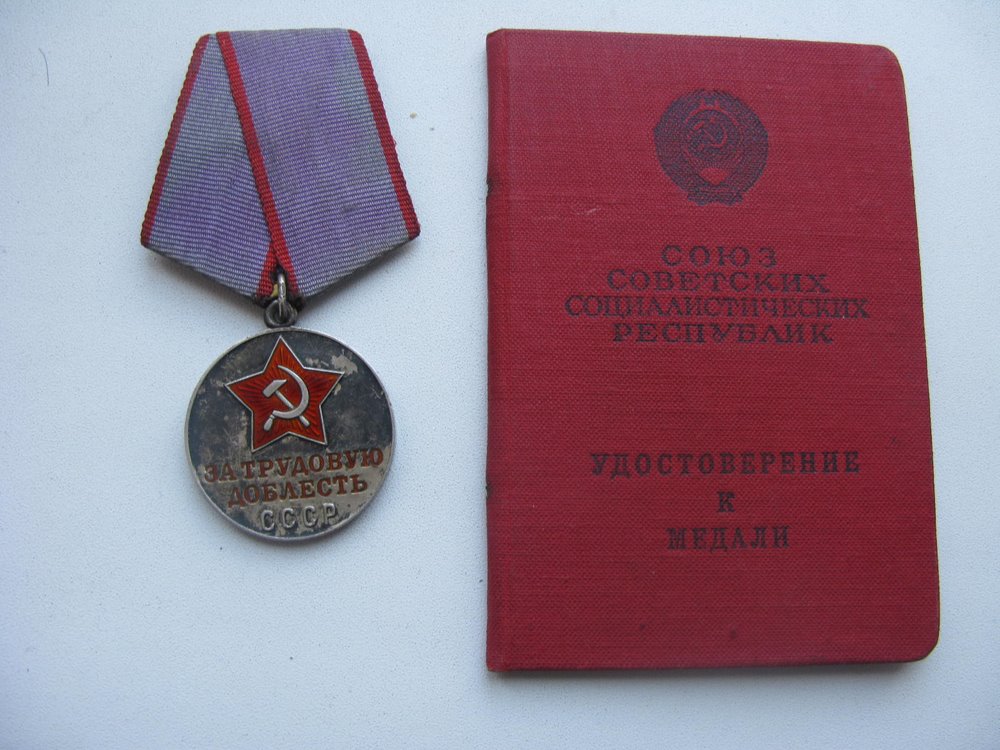 ЗА ТРУДОВУЮ
ДОБЛЕСТЬ
СССР
СОЮЗ
СОВЕТСКИХ
СОЦИАЛИСТИЧЕСКИХ
РЕСПУБЛИК
УДОСТОВЕРЕНИЕ
К
МЕДАЛИ